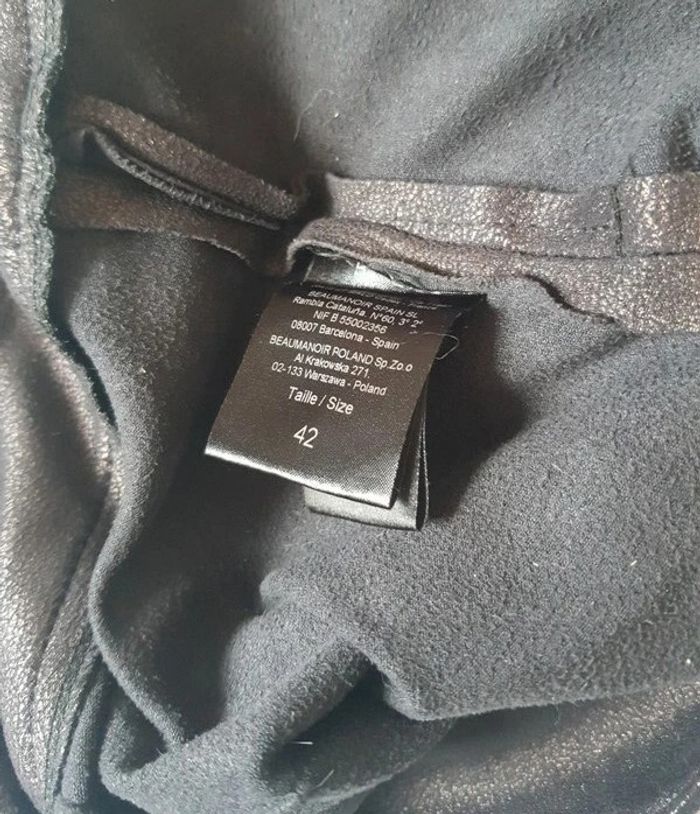 BEAUMANOIR SPAIN SL
Rambla Cataluña. N°60. 3° 2°
NIF B 55002356
08007 Barcelona - Spain
BEAUMANOIR POLAND Sp.Zo.o
Al Krakowska 271.
02-133 Warszawa - Poland
Taille / Size
42